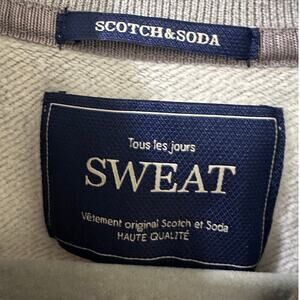 SCOTCH&SODA
Tous les jours
SWEAT
Vêtement original Scotch et Soda
HAUTE QUALITÉ